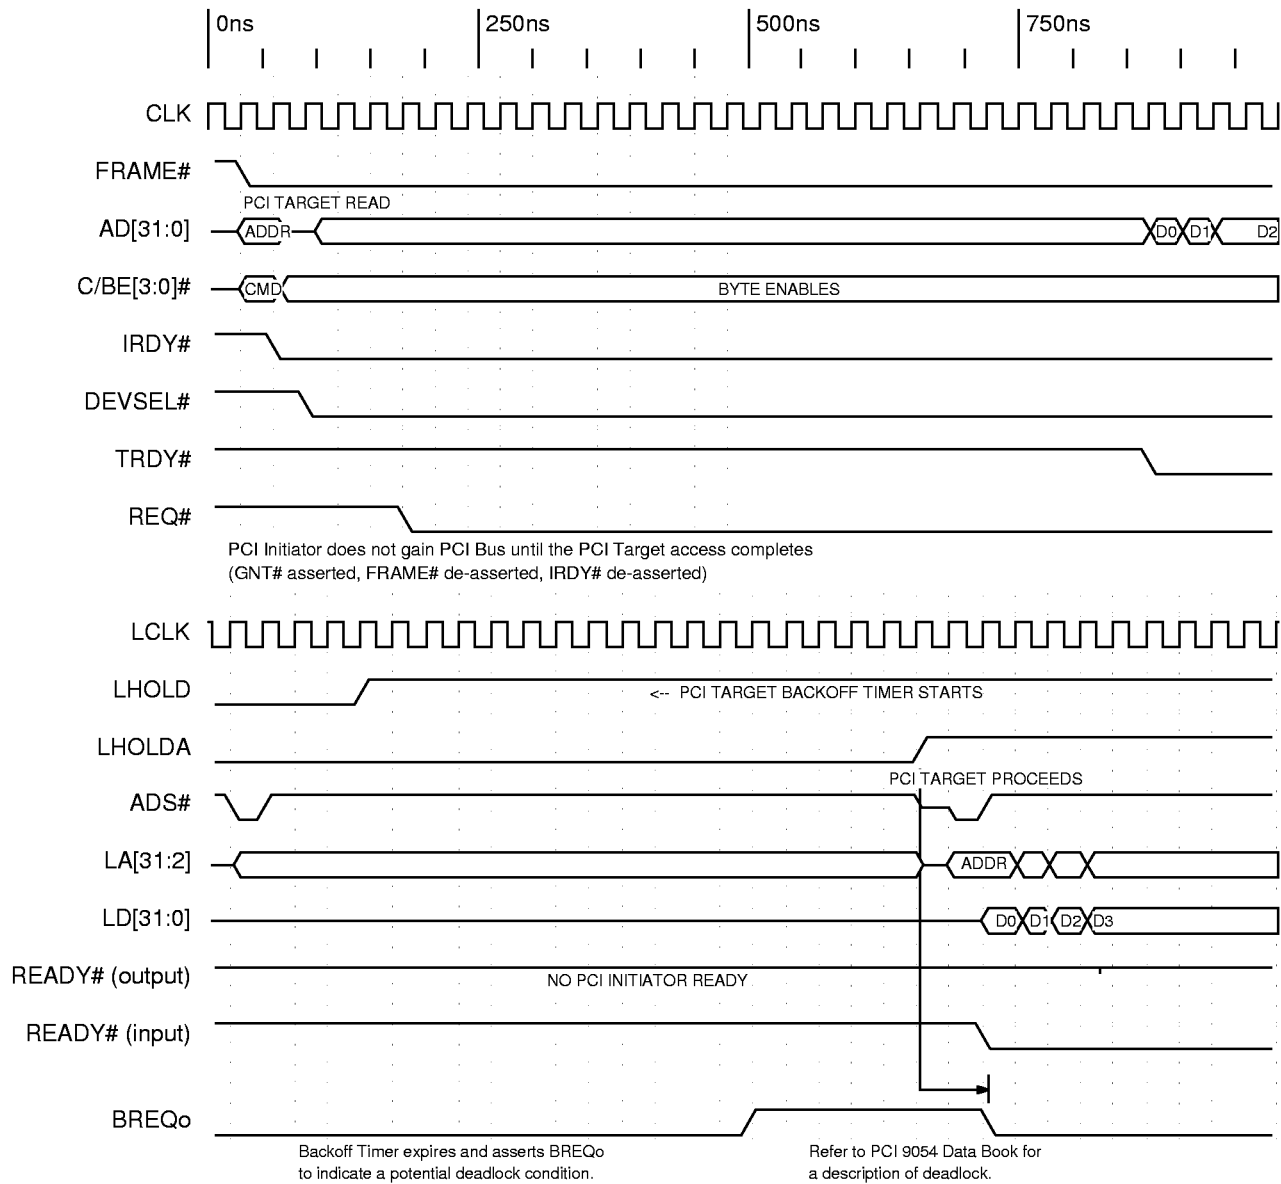 0ns 250ns 500ns 750ns
CLK
FRAME#
PCI TARGET READ
AD[31:0] ADDR D0 D1 D2
C/BE[3:0]# CMD BYTE ENABLES
IRDY#
DEVSEL#
TRDY#
REQ#
PCI Initiator does not gain PCI Bus until the PCI Target access completes
(GNT# asserted, FRAME# de-asserted, IRDY# de-asserted)
LCLK
LHOLD <-- PCI TARGET BACKOFF TIMER STARTS
LHOLDA
PCI TARGET PROCEEDS
ADS#
LA[31:2] ADDR
LD[31:0] D0 D1 D2 D3
READY# (output) NO PCI INITIATOR READY
READY# (input)
BREQo
Backoff Timer expires and asserts BREQo
to indicate a potential deadlock condition.
Refer to PCI 9054 Data Book for
a description of deadlock.